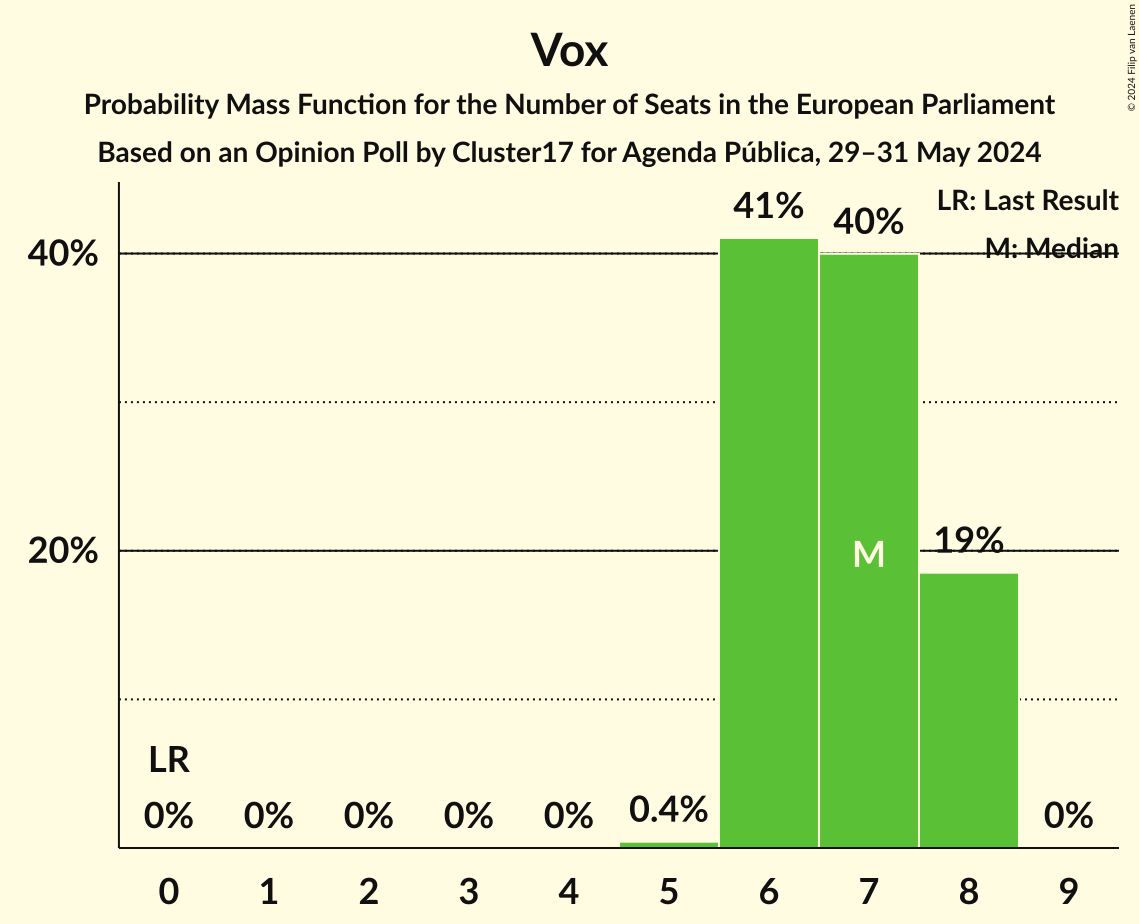 Vox
Probability Mass Function for the Number of Seats in the European Parliament
Based on an Opinion Poll by Cluster17 for Agenda Pública, 29–31 May 2024
© 2024 Filip van Laenen
LR: Last Result
M: Median
41%
40%
40%
20%
M
19%
LR
0%
0%
0%
0%
0%
0.4%
0%
0
1
2
3
4
5
6
7
8
9